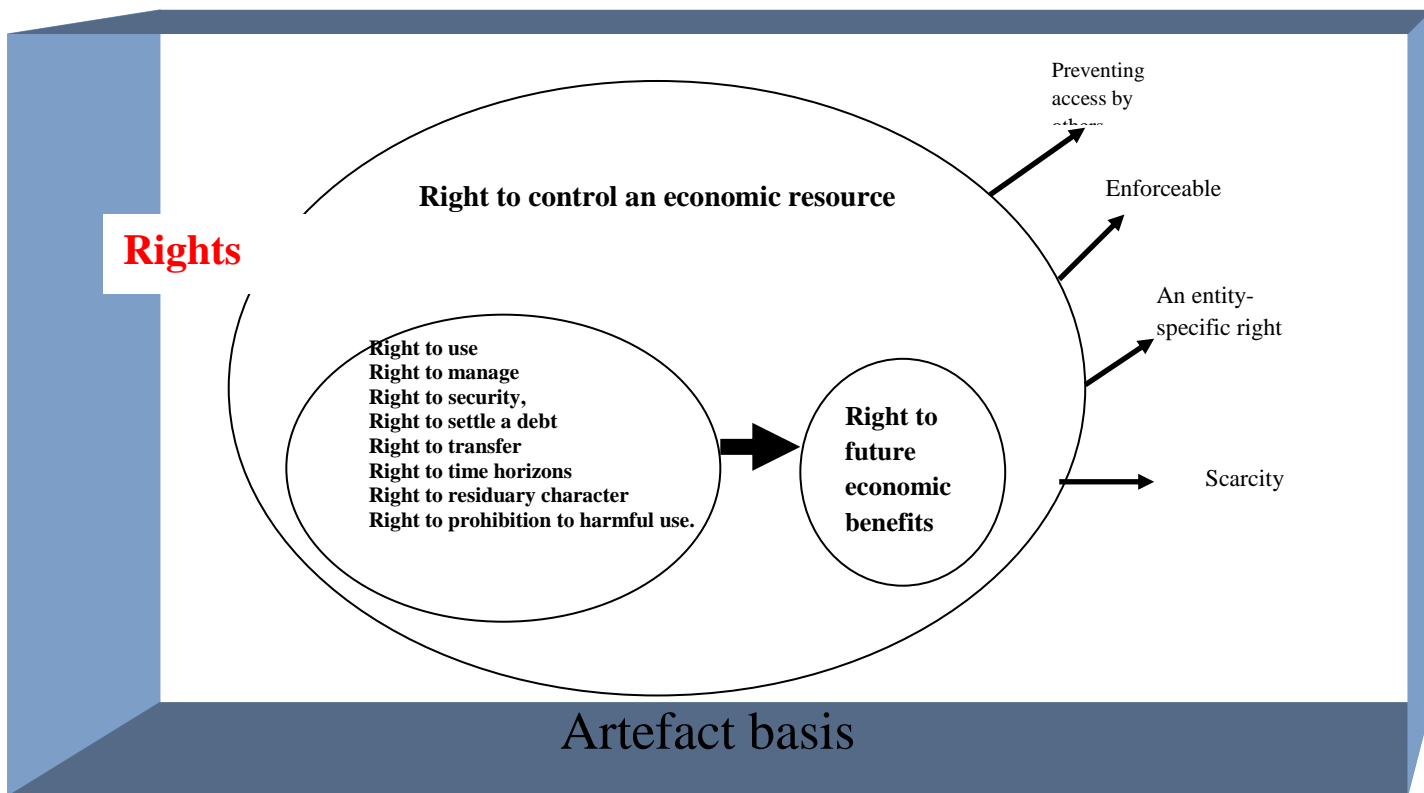 Preventing
access by
Right to control an economic resource
Enforceable
Rights
An entity-
specific right
Right to use
Right to manage
Right to security,
Right to settle a debt
Right to transfer
Right to time horizons
Right to residuary character
Right to prohibition to harmful use.
Right to
future
economic
benefits
Scarcity
Artefact basis